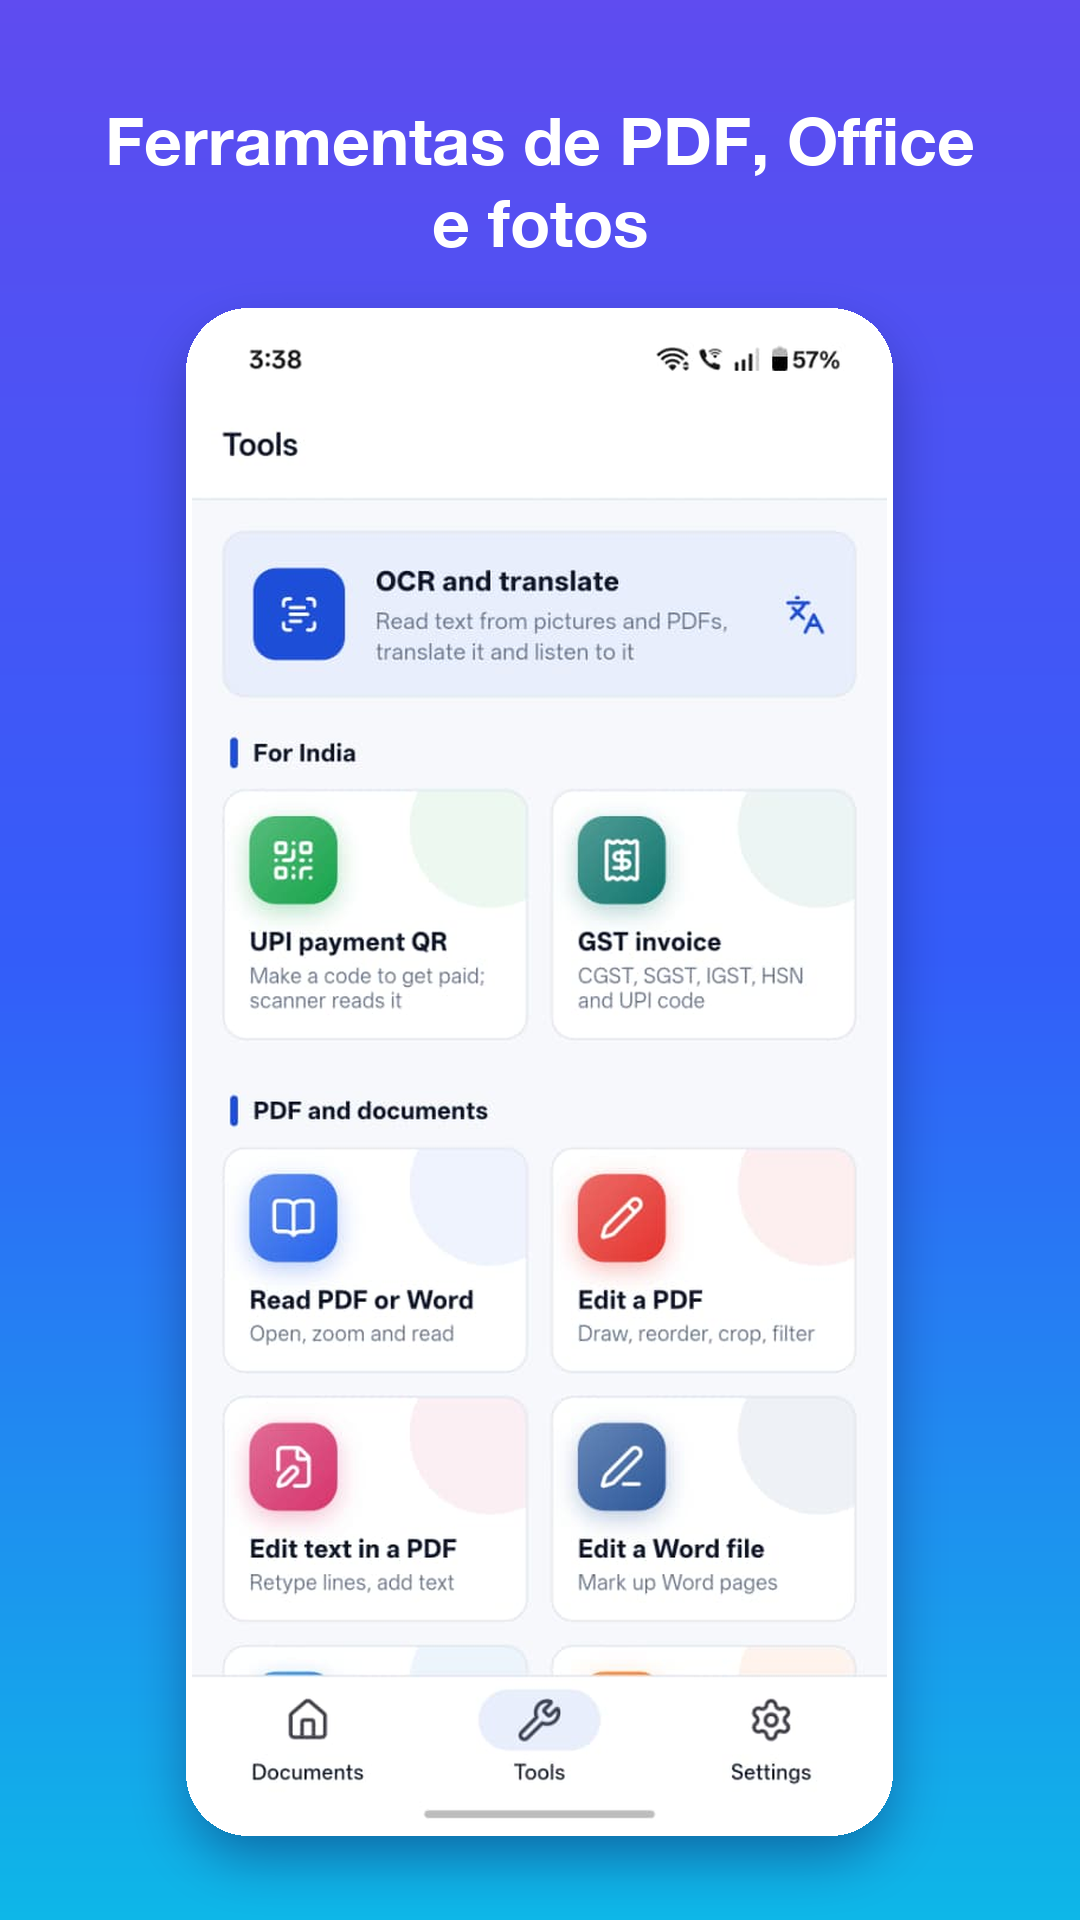 Ferramentas de PDF, Office
e fotos
3:38
57%
Tools
OCR and translate
Read text from pictures and PDFs,
translate it and listen to it
For India
UPI payment QR
Make a code to get paid;
scanner reads it
GST invoice
CGST, SGST, IGST, HSN
and UPI code
PDF and documents
Read PDF or Word
Open, zoom and read
Edit a PDF
Draw, reorder, crop, filter
Edit text in a PDF
Retype lines, add text
Edit a Word file
Mark up Word pages
Documents
Tools
Settings